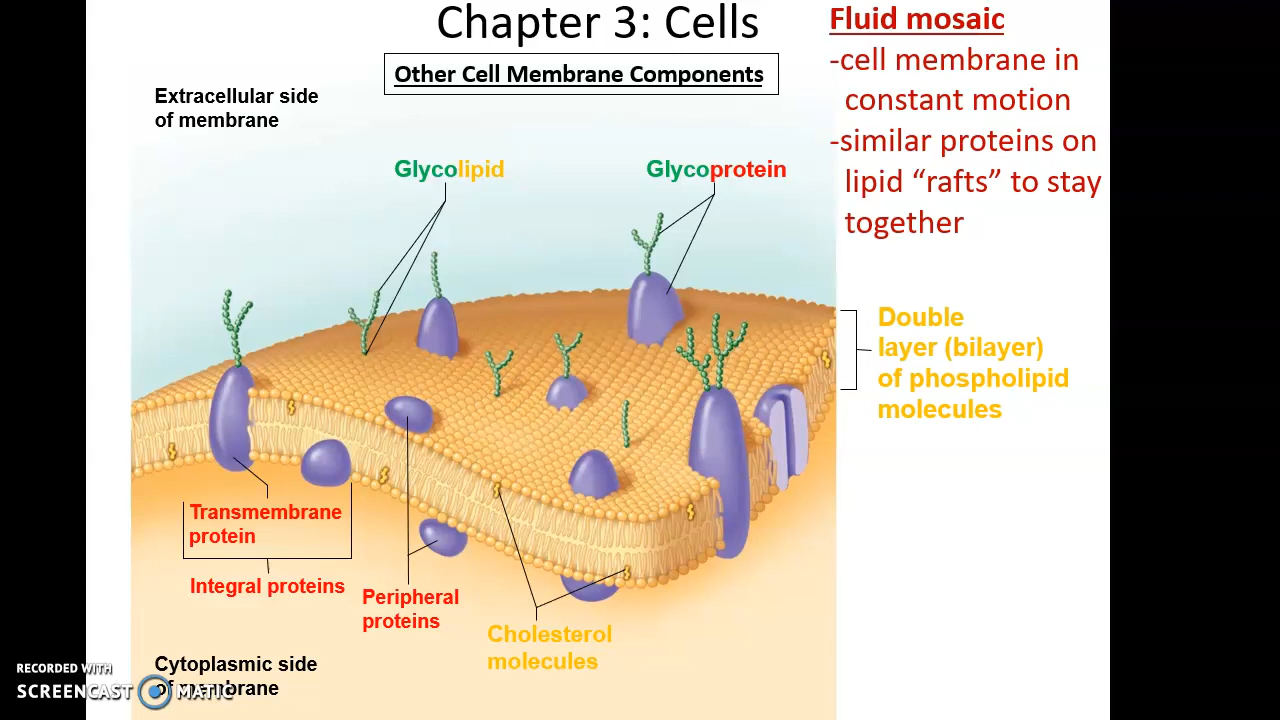 Chapter 3: Cells
Other Cell Membrane Components
Fluid mosaic
-cell membrane in
constant motion
-similar proteins on
lipid “rafts” to stay
together
Extracellular side
of membrane
Glycolipid
Glycoprotein
Double
layer (bilayer)
of phospholipid
molecules
Transmembrane
protein
Integral proteins
Peripheral
proteins
Cholesterol
molecules
Cytoplasmic side
of membrane
RECORDED WITH
SCREENCAST MATIC